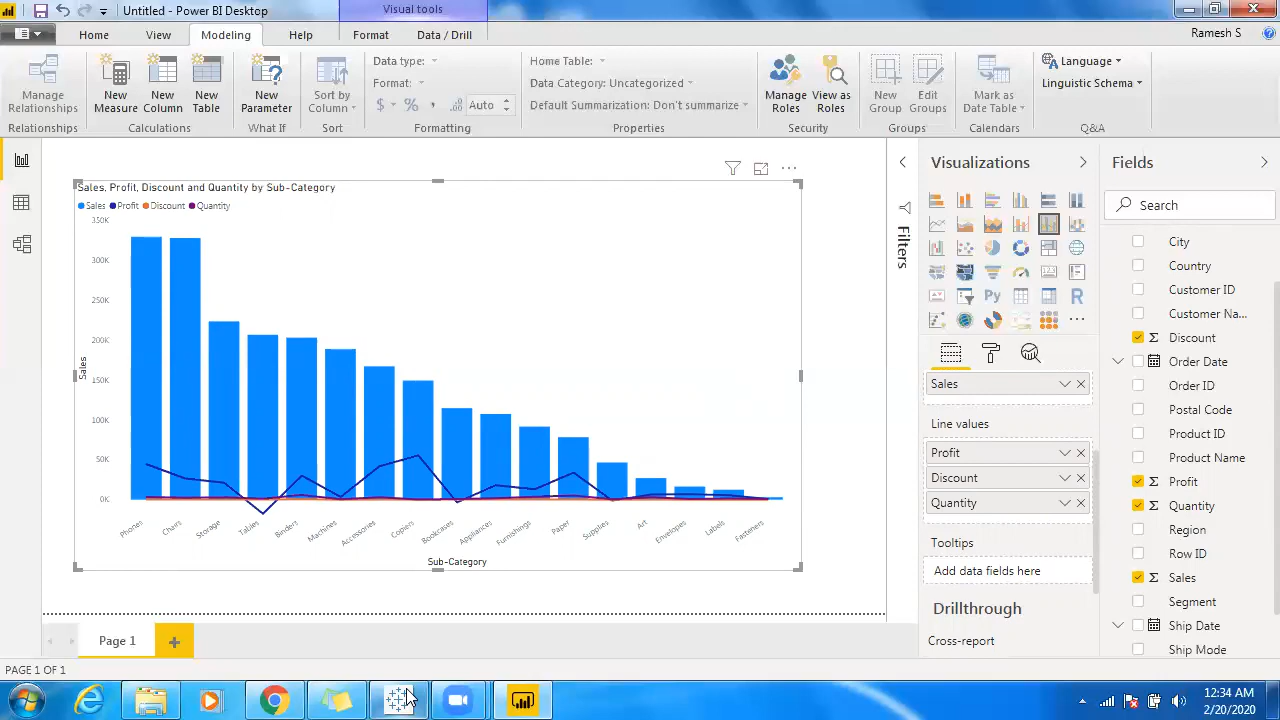 Untitled - Power BI Desktop
Visual tools
Home
View
Modeling
Help
Format
Data / Drill
Ramesh S
Manage Relationships
Relationships
New Measure
New Column
New Table
Calculations
New Parameter
What If
Sort by Column
Sort
Data type:
Format:
$ % , Auto
Formatting
Home Table:
Data Category: Uncategorized
Default Summarization: Don't summarize
Properties
Manage Roles
View as Roles
Security
New Group
Edit Groups
Groups
Mark as Date Table
Calendars
Language
Linguistic Schema
Q&A
Sales, Profit, Discount and Quantity by Sub-Category
Sales Profit Discount Quantity
350K
300K
250K
200K
150K
100K
50K
0K
Sales
Phones
Chairs
Storage
Tables
Binders
Machines
Accessories
Copiers
Bookcases
Appliances
Furnishings
Paper
Supplies
Art
Envelopes
Labels
Fasteners
Sub-Category
Filters
Visualizations
Py
R
Sales
Line values
Profit
Discount
Quantity
Tooltips
Add data fields here
Drillthrough
Cross-report
Fields
Search
City
Country
Customer ID
Customer Na...
Discount
Order Date
Order ID
Postal Code
Product ID
Product Name
Profit
Quantity
Region
Row ID
Sales
Segment
Ship Date
Ship Mode
Page 1
PAGE 1 OF 1
12:34 AM
2/20/2020